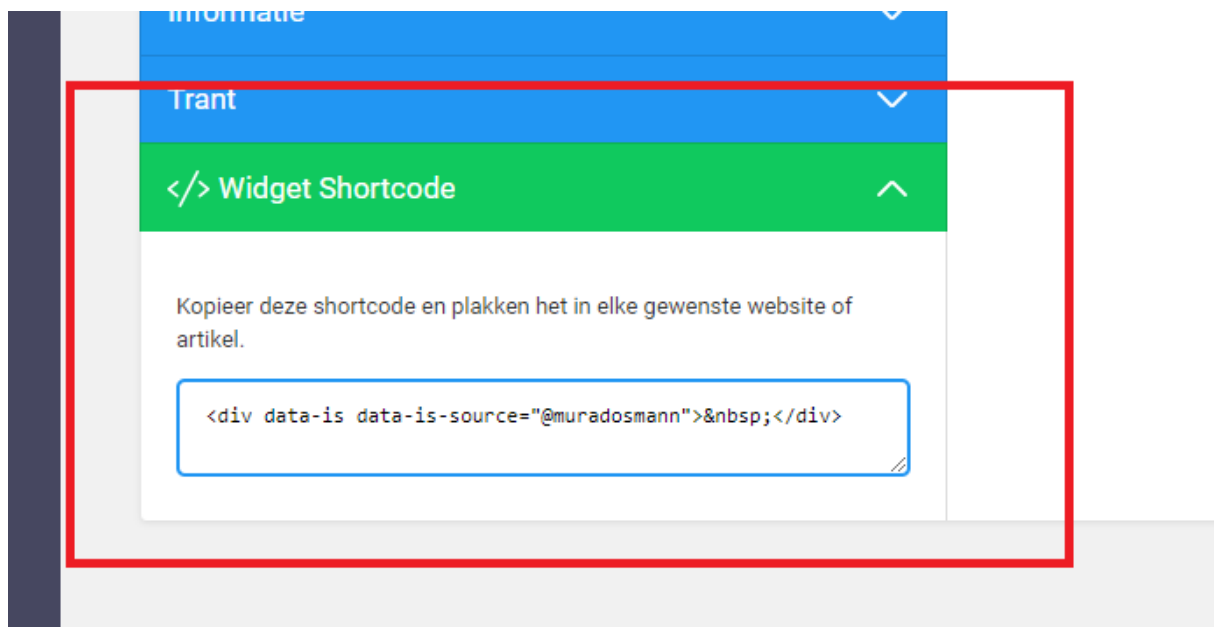 Informatie
Trant
</> Widget Shortcode
Kopieer deze shortcode en plakken het in elke gewenste website of
artikel.
<div data-is data-is-source="@muradosmann">&nbsp;</div>